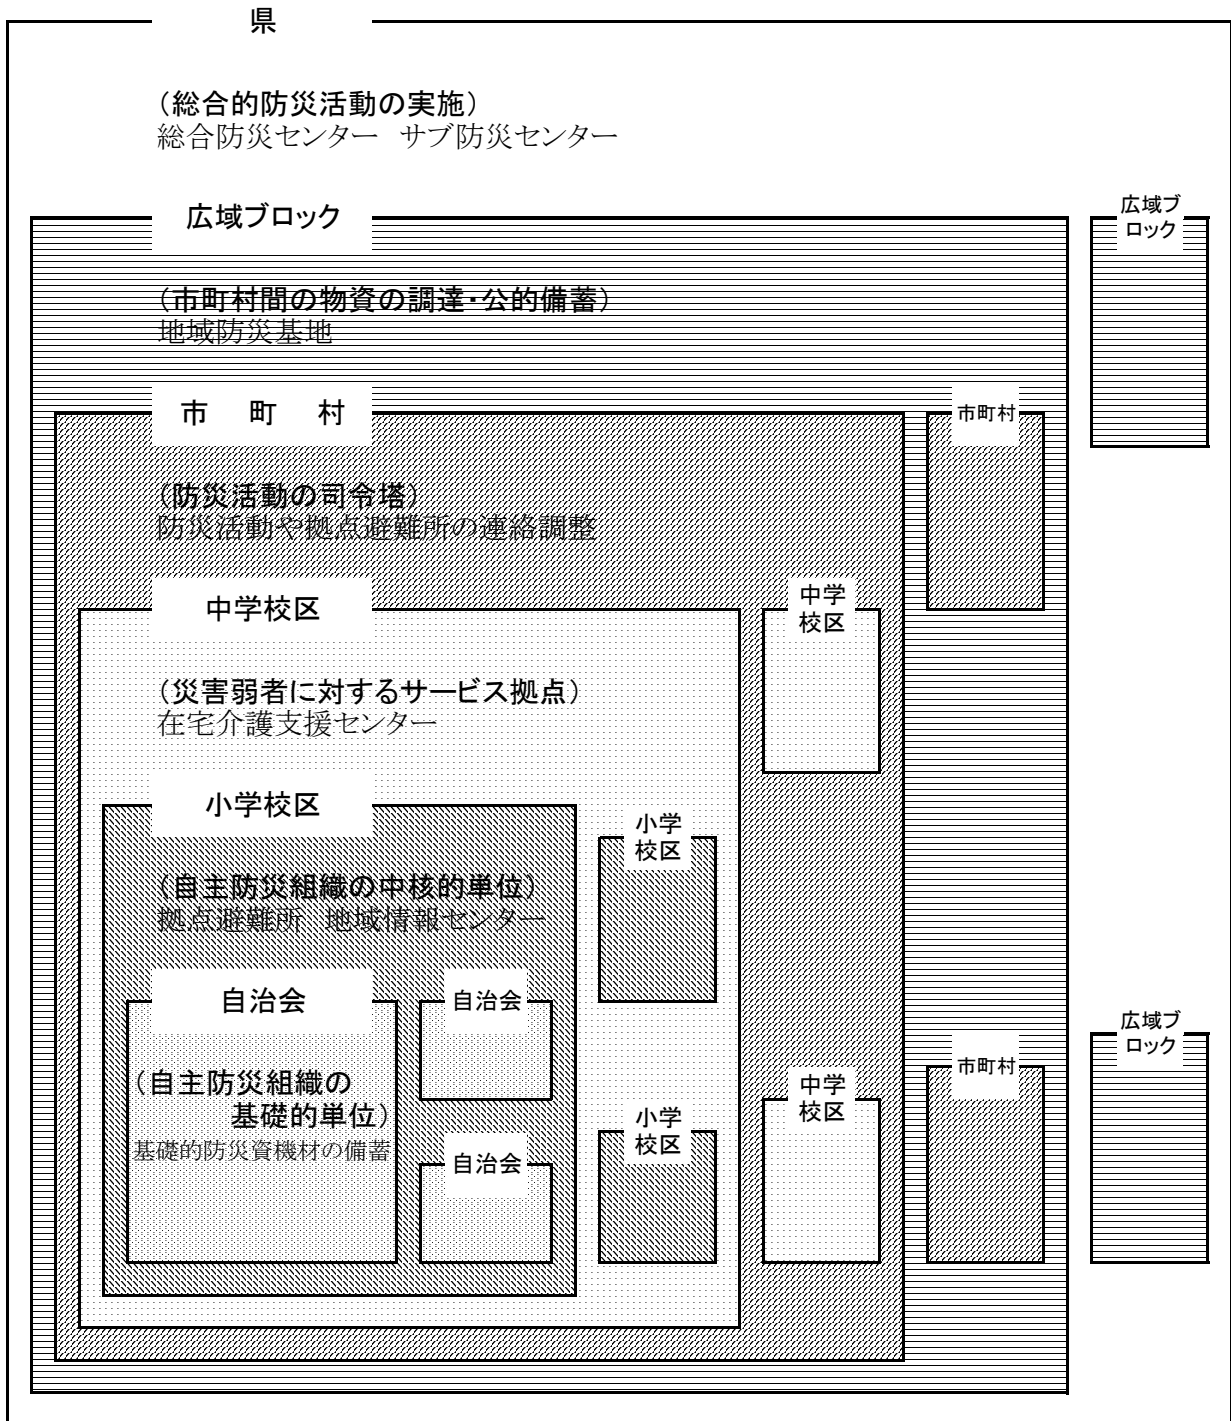 県
（総合的防災活動の実施）
総合防災センター　サブ防災センター
広域ブロック
広域ブ
ロック
（市町村間の物資の調達・公的備蓄）
地域防災基地
市　町　村
市町村
（防災活動の司令塔）
防災活動や拠点避難所の連絡調整
中学校区
中学
校区
（災害弱者に対するサービス拠点）
在宅介護支援センター
小学校区
小学
校区
（自主防災組織の中核的単位）
拠点避難所　地域情報センター
自治会
自治会
広域ブ
ロック
（自主防災組織の
基礎的単位）
基礎的防災資機材の備蓄
市町村
中学
校区
小学
校区
自治会